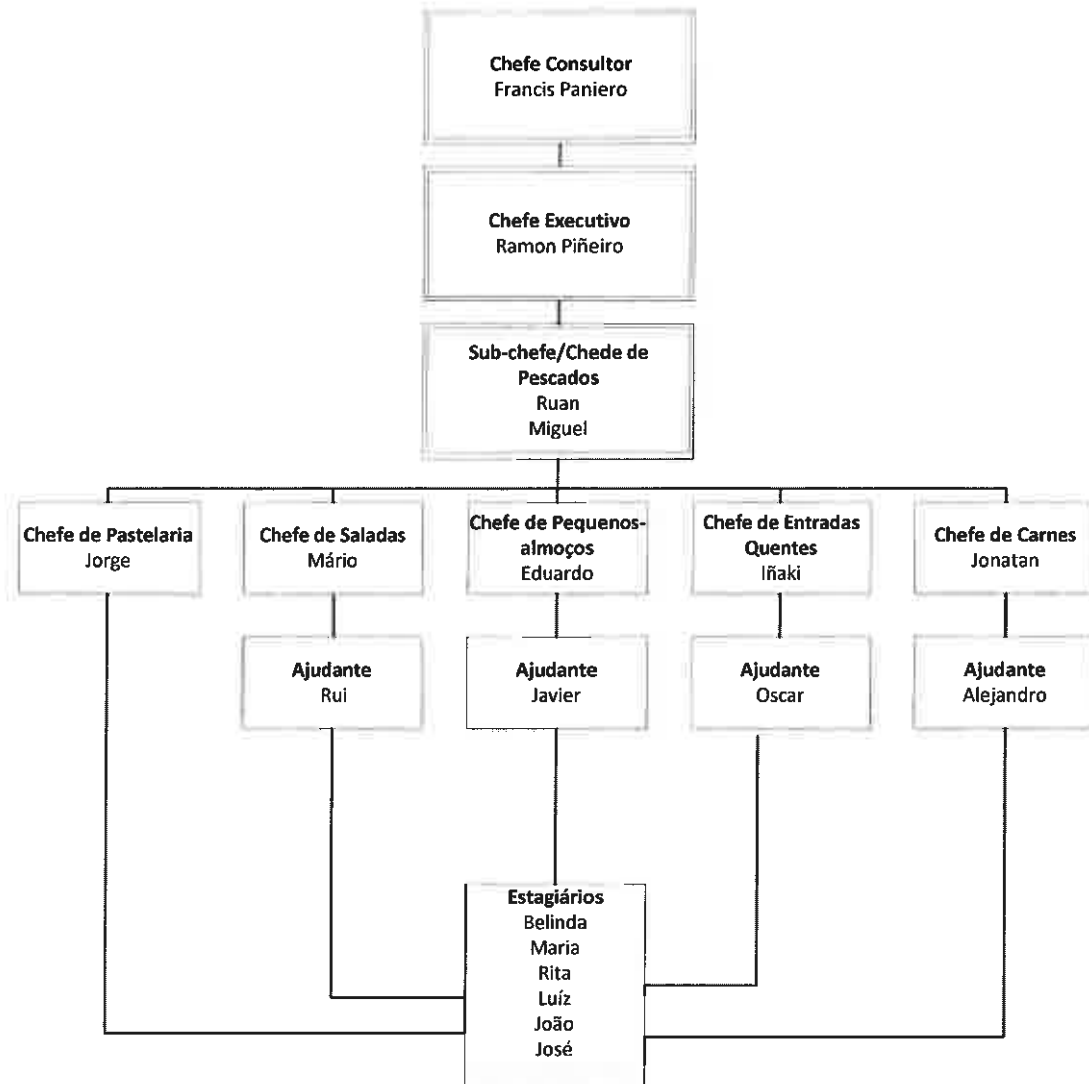 Chefe Consultor
Francis Paniero
Chefe Executivo
Ramon Piñeiro
Sub-chefe/Chede de
Pescados
Ruan
Miguel
Chefe de Pastelaria
Jorge
Chefe de Saladas
Mário
Chefe de Pequenos-
almoços
Eduardo
Chefe de Entradas
Quentes
Iñaki
Chefe de Carnes
Jonatan
Ajudante
Rui
Ajudante
Javier
Ajudante
Oscar
Ajudante
Alejandro
Estagiários
Belinda
Maria
Rita
Luíz
João
José